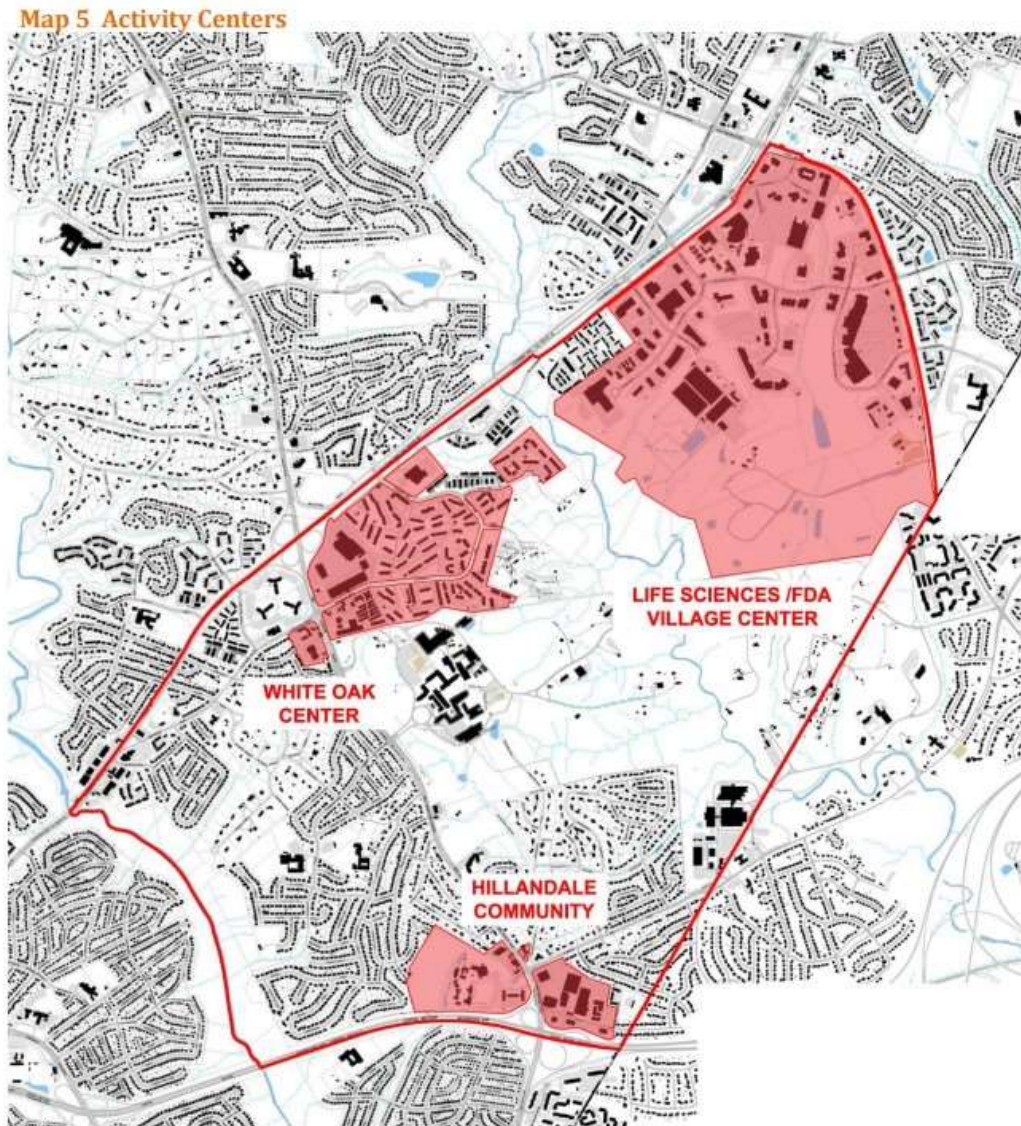 Map 5 Activity Centers
LIFE SCIENCES /FDA
VILLAGE CENTER
WHITE OAK
CENTER
HILLANDALE
COMMUNITY